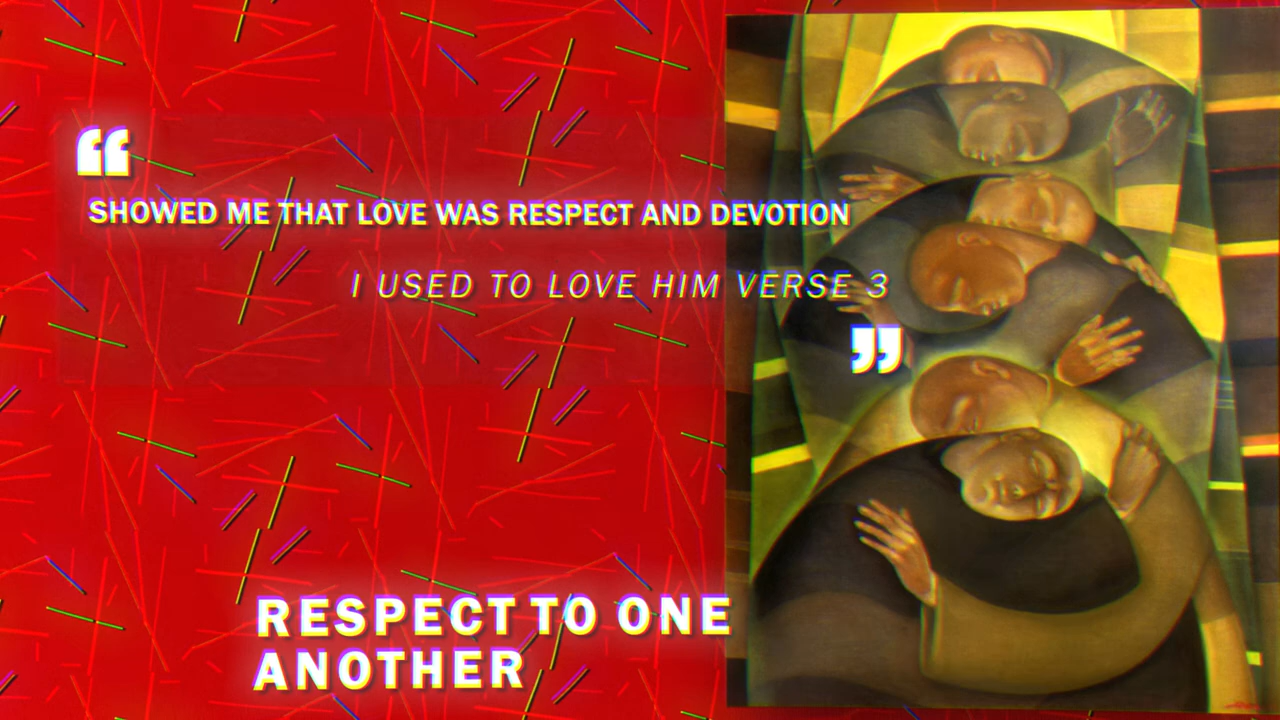 “
SHOWED ME THAT LOVE WAS RESPECT AND DEVOTION
I USED TO LOVE HIM VERSE 3
”
RESPECT TO ONE
ANOTHER